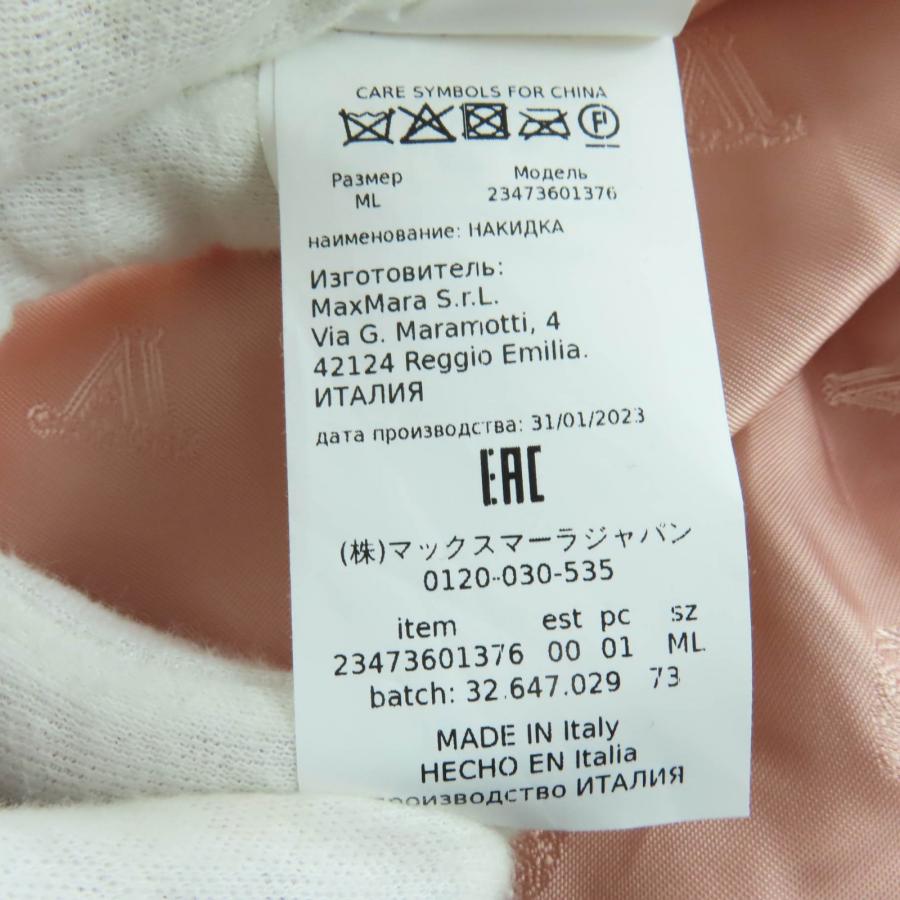 CARE SYMBOLS FOR CHINA
F
Размер Модель
ML 23473601376
наименование: НАКИДКА
Изготовитель:
MaxMara S.r.L.
Via G. Maramotti, 4
42124 Reggio Emilia.
ИТАЛИЯ
дата производства: 31/01/2023
EAC
(株)マックスマーラジャパン
0120-030-535
item est pc sz
23473601376 00 01 ML
batch: 32.647.029 73
MADE IN Italy
HECHO EN Italia
производство ИТАЛИЯ